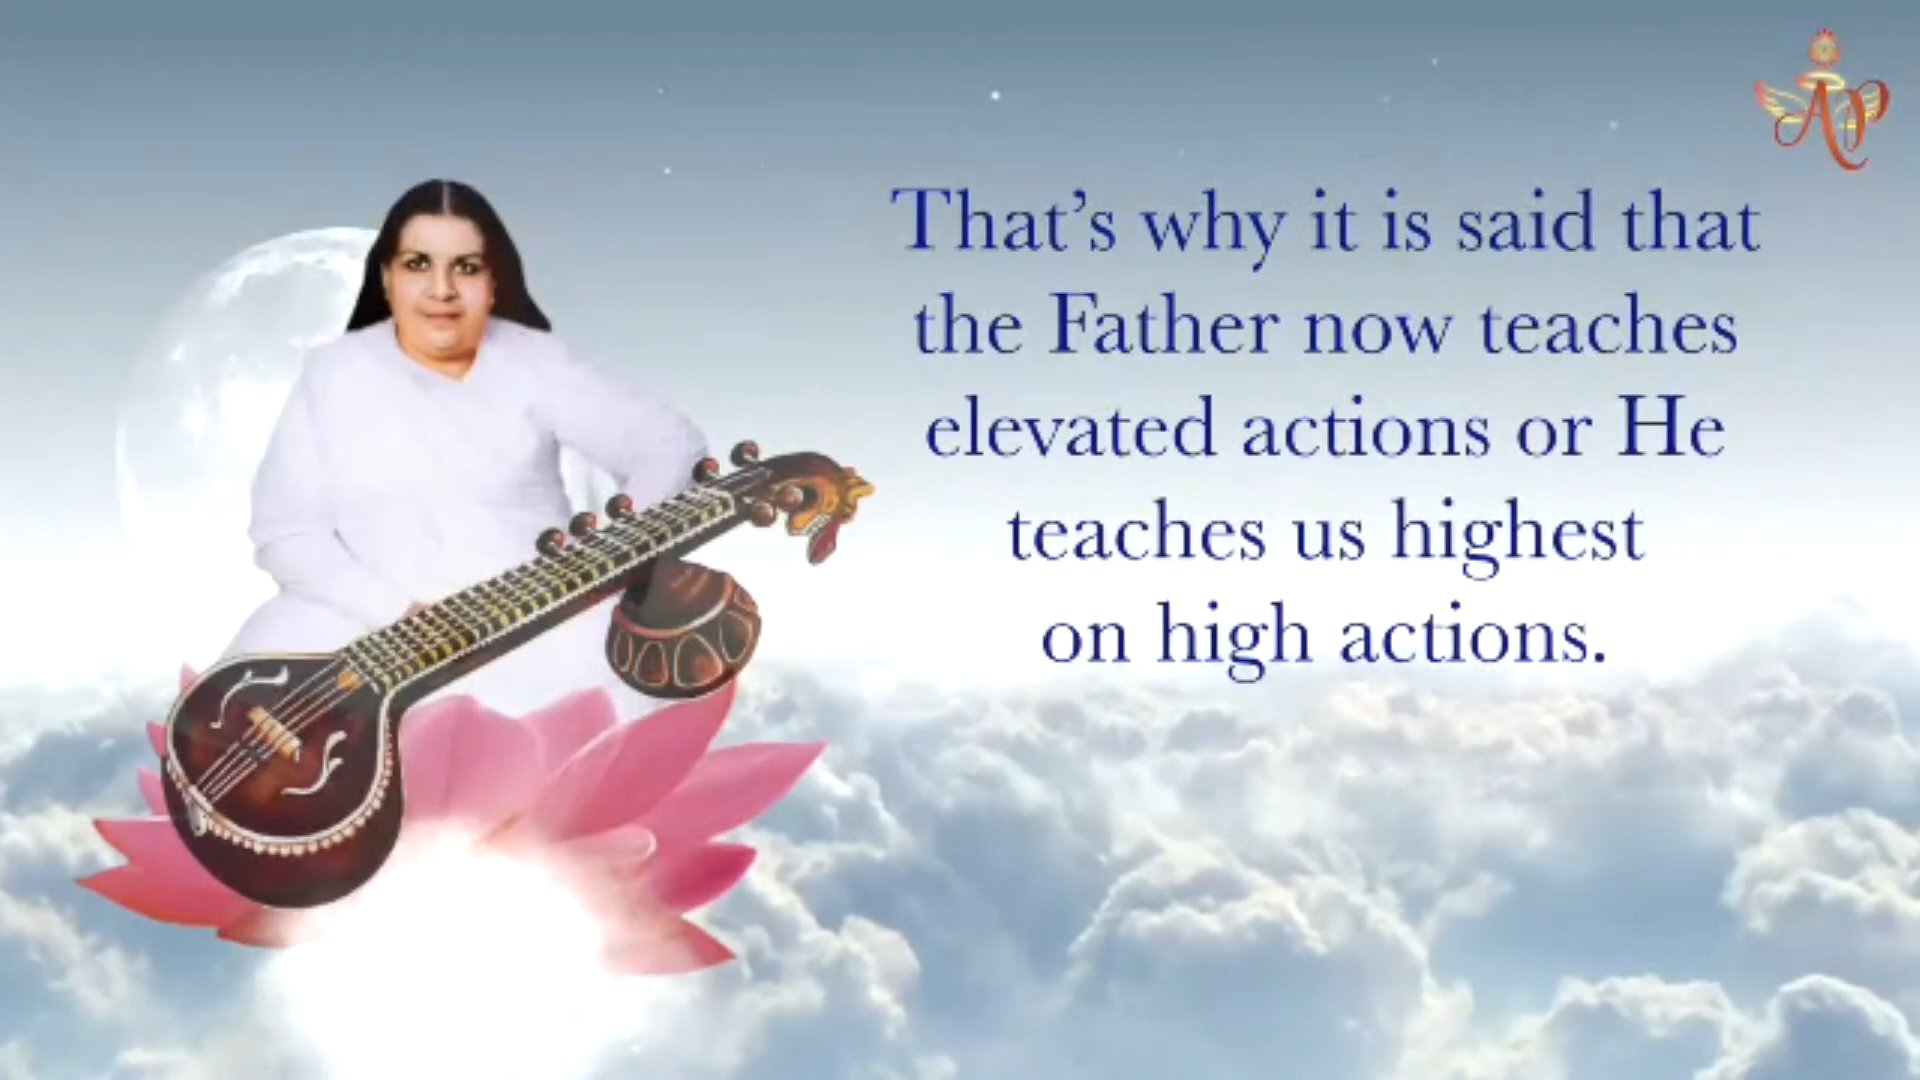 That's why it is said that
the Father now teaches
elevated actions or He
teaches us highest
on high actions.
AP